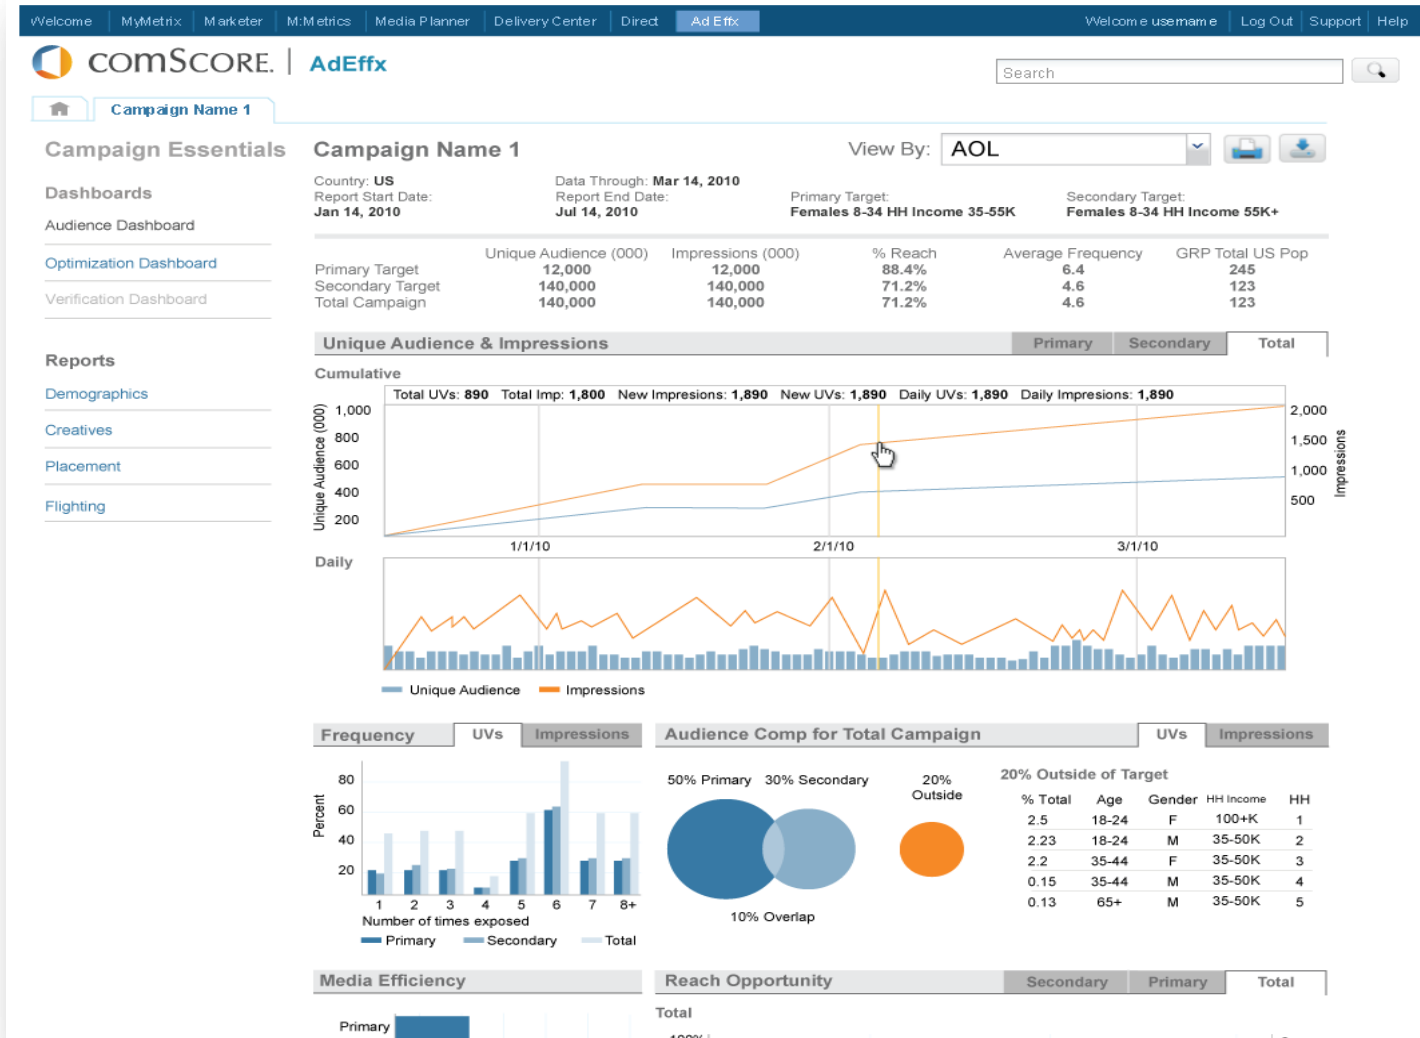 Welcome MyMetrix Marketer M:Metrics Media Planner Delivery Center Direct Ad Effx Welcome username Log Out Support Help
comScore. AdEffx
Search
Campaign Name 1
Campaign Essentials
Dashboards
Audience Dashboard
Optimization Dashboard
Verification Dashboard
Reports
Demographics
Creatives
Placement
Flighting
Campaign Name 1 View By: AOL
Country: US Data Through: Mar 14, 2010
Report Start Date: Report End Date: Primary Target: Secondary Target:
Jan 14, 2010 Jul 14, 2010 Females 8-34 HH Income 35-55K Females 8-34 HH Income 55K+
Unique Audience (000) Impressions (000) % Reach Average Frequency GRP Total US Pop
Primary Target 12,000 12,000 88.4% 6.4 245
Secondary Target 140,000 140,000 71.2% 4.6 123
Total Campaign 140,000 140,000 71.2% 4.6 123
Unique Audience & Impressions Primary Secondary Total
Cumulative
Total UVs: 890 Total Imp: 1,800 New Impresions: 1,890 New UVs: 1,890 Daily UVs: 1,890 Daily Impresions: 1,890
Unique Audience (000)
1,000
800
600
400
200
2,000
1,500
1,000
500
Impressions
1/1/10 2/1/10 3/1/10
Daily
Unique Audience Impressions
Frequency UVs Impressions
Percent
80
60
40
20
1 2 3 4 5 6 7 8+
Number of times exposed
Primary Secondary Total
Audience Comp for Total Campaign UVs Impressions
50% Primary 30% Secondary 20%
Outside
10% Overlap
20% Outside of Target
% Total Age Gender HH Income HH
2.5 18-24 F 100+K 1
2.23 18-24 M 35-50K 2
2.2 35-44 F 35-50K 3
0.15 35-44 M 35-50K 4
0.13 65+ M 35-50K 5
Media Efficiency
Primary
Reach Opportunity Secondary Primary Total
Total
100%